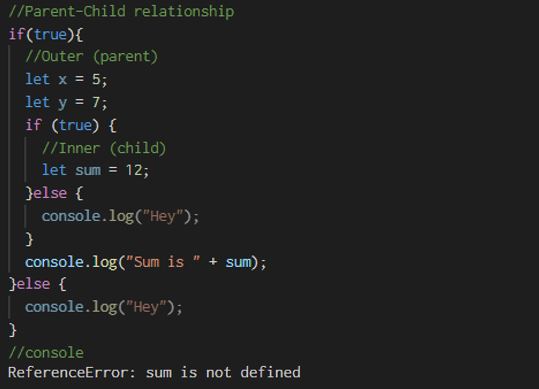 //Parent-Child relationship
if(true){
//Outer (parent)
let x = 5;
let y = 7;
if (true) {
//Inner (child)
let sum = 12;
}else {
console.log("Hey");
}
console.log("Sum is " + sum);
}else {
console.log("Hey");
}
//console
ReferenceError: sum is not defined